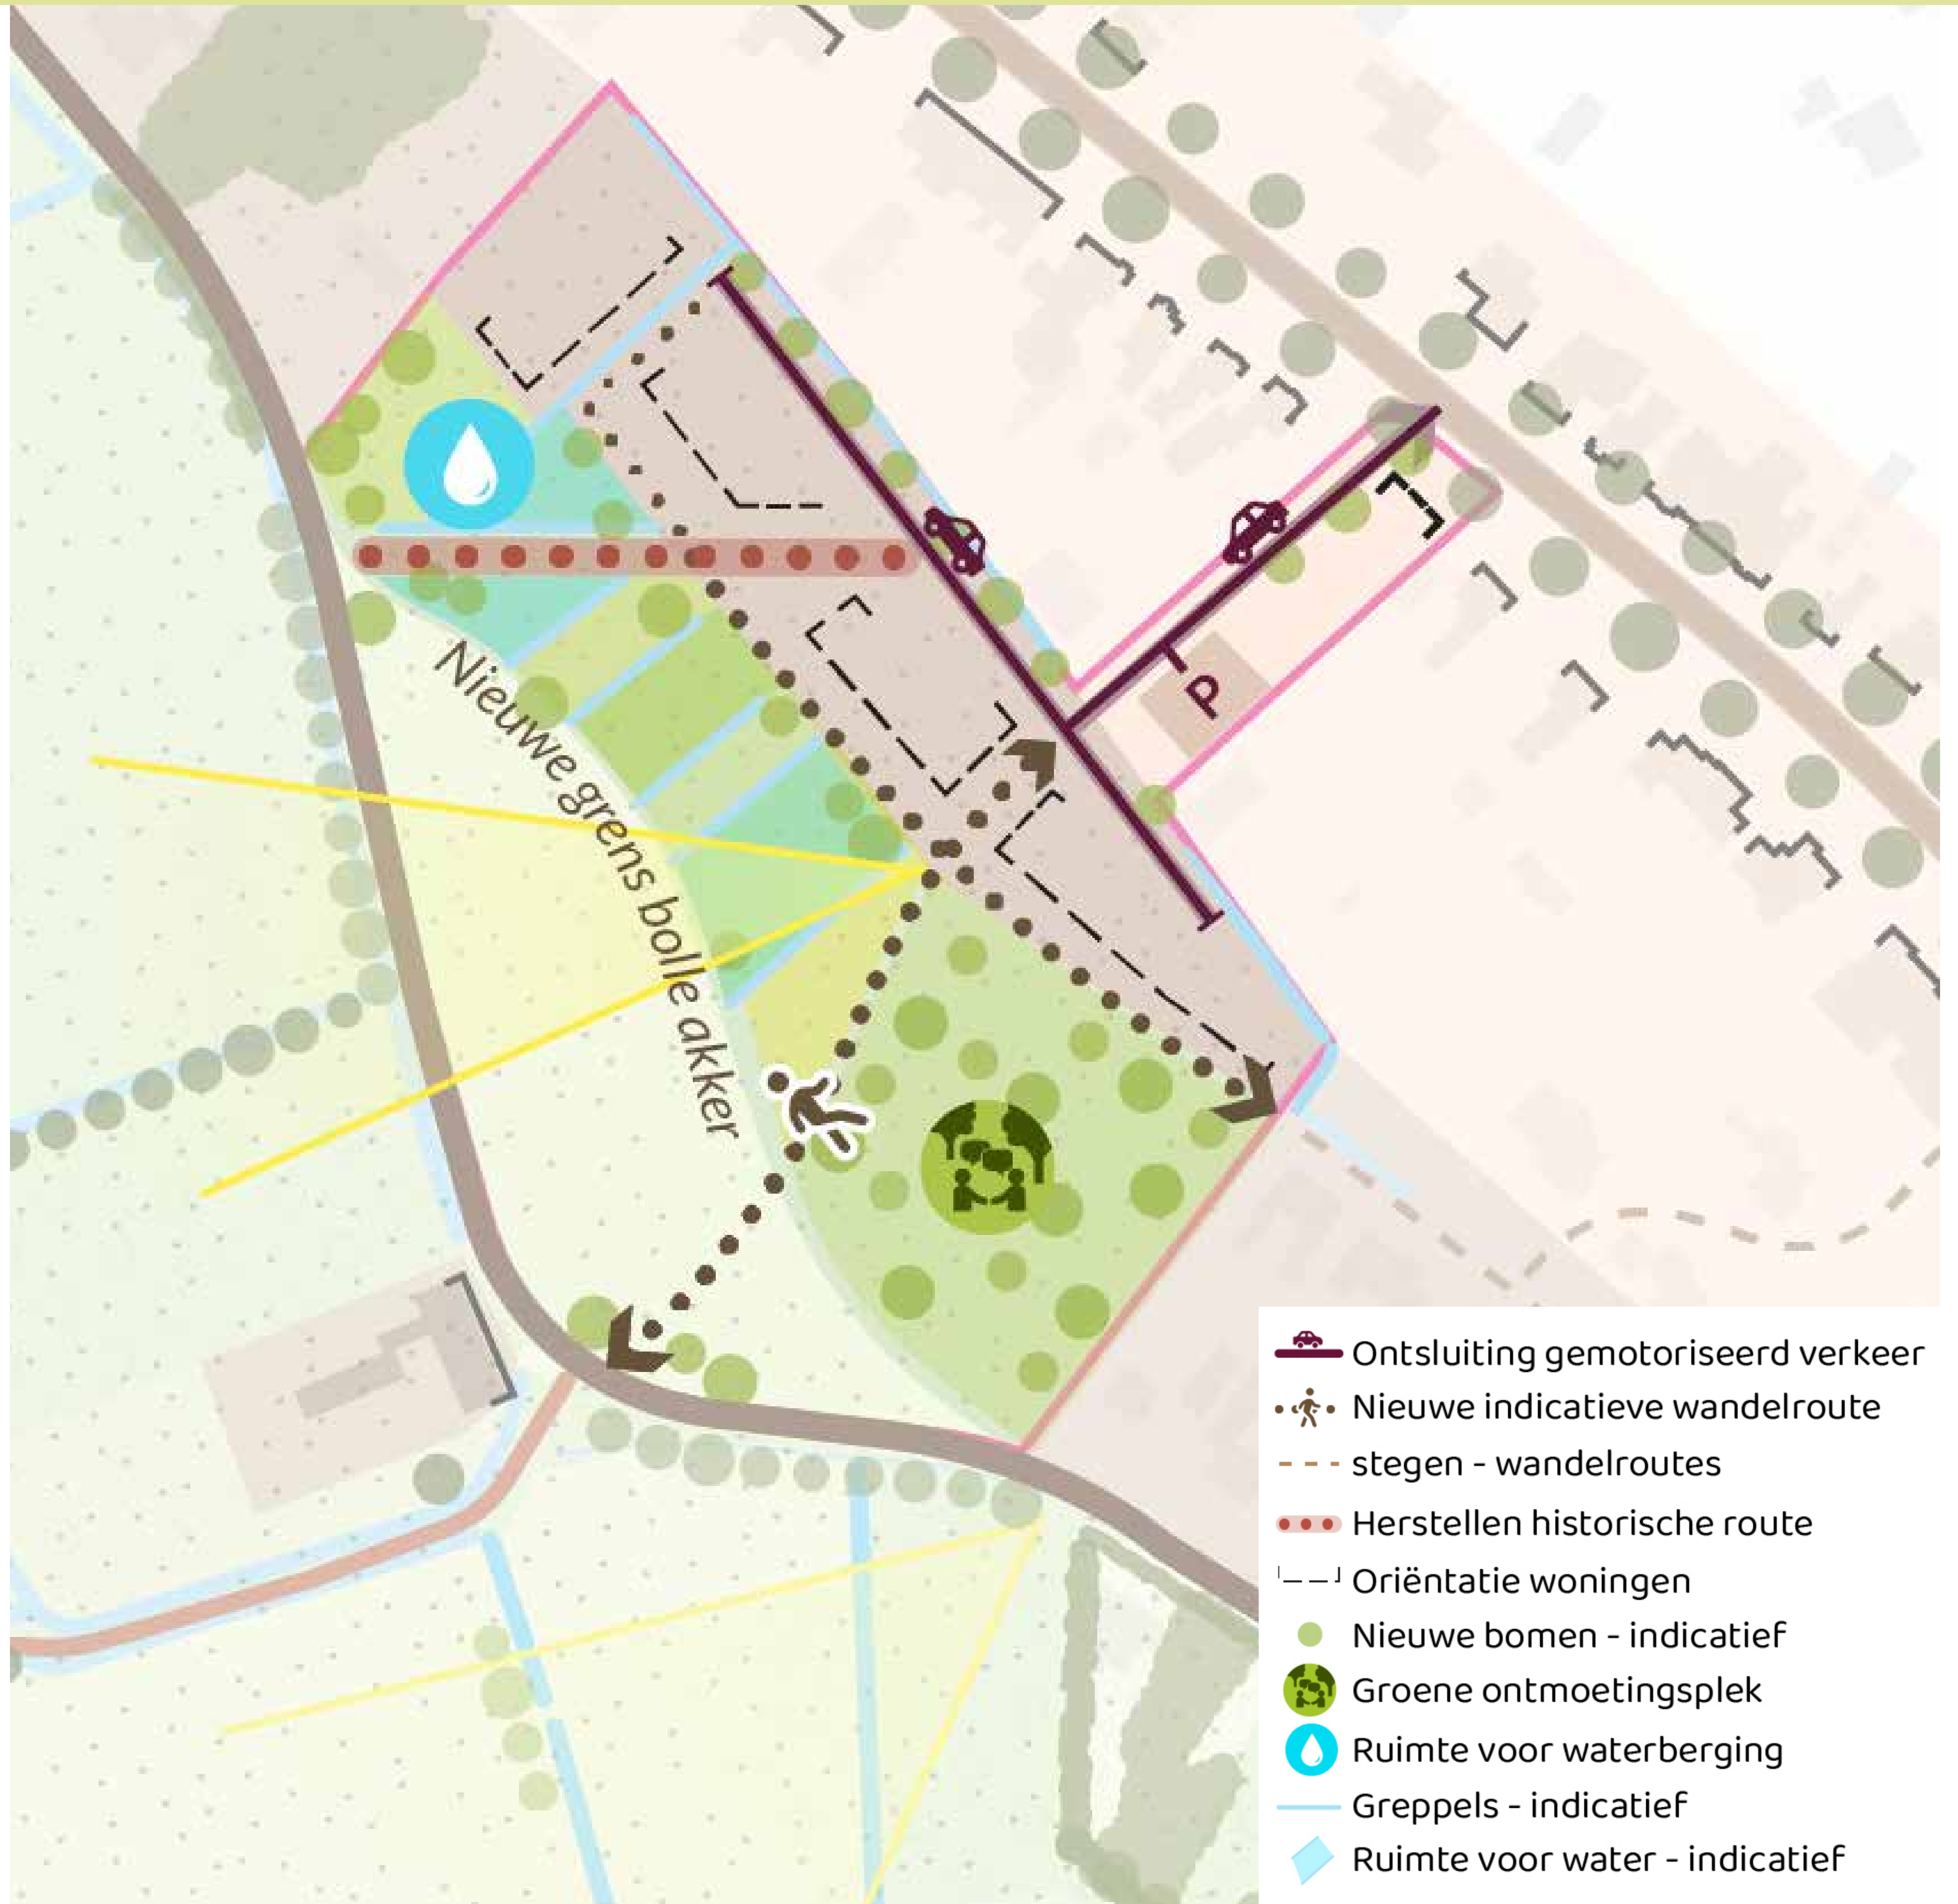 P
Nieuwe grens bolle akker
Ontsluiting gemotoriseerd verkeer
Nieuwe indicatieve wandelroute
stegen - wandelroutes
Herstellen historische route
Oriëntatie woningen
Nieuwe bomen - indicatief
Groene ontmoetingsplek
Ruimte voor waterberging
Greppels - indicatief
Ruimte voor water - indicatief